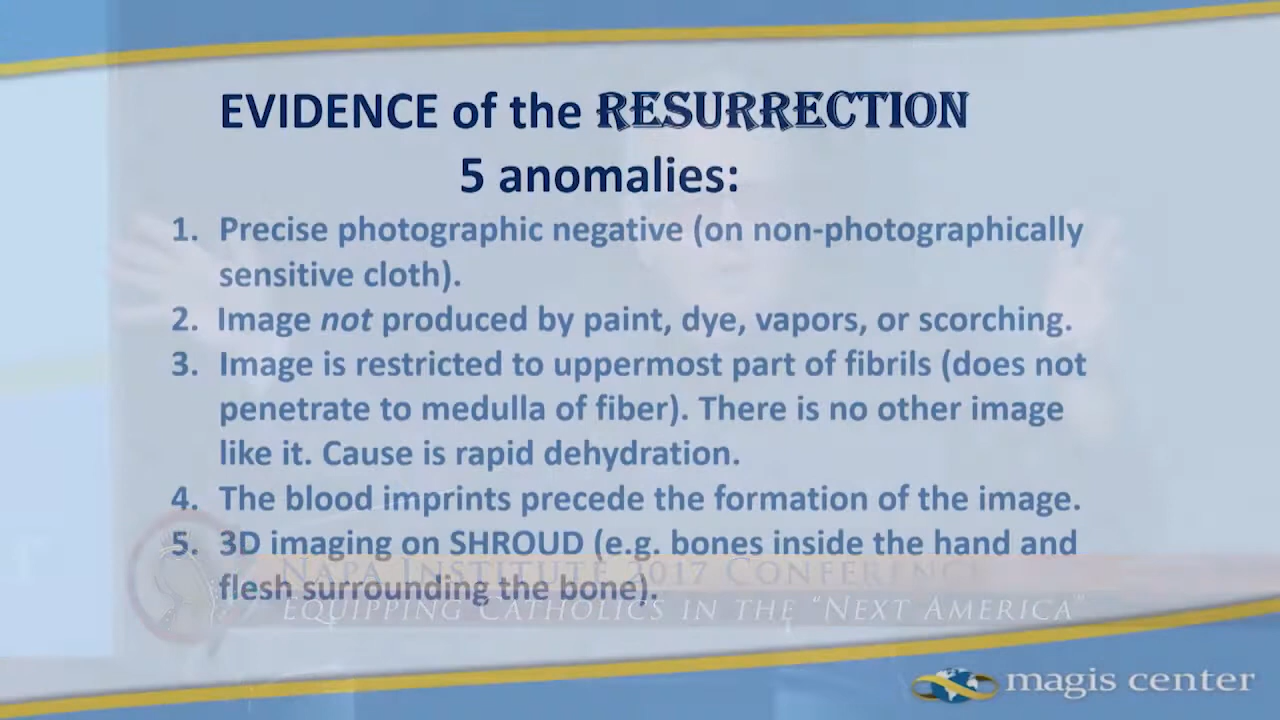 EVIDENCE of the RESURRECTION
5 anomalies:
1. Precise photographic negative (on non-photographically
sensitive cloth).
2. Image not produced by paint, dye, vapors, or scorching.
3. Image is restricted to uppermost part of fibrils (does not
penetrate to medulla of fiber). There is no other image
like it. Cause is rapid dehydration.
4. The blood imprints precede the formation of the image.
5. 3D imaging on SHROUD (e.g. bones inside the hand and
flesh surrounding the bone).
NAPA INSTITUTE 2017 CONFERENCE
EQUIPPING CATHOLICS IN THE "NEXT AMERICA"
magis center